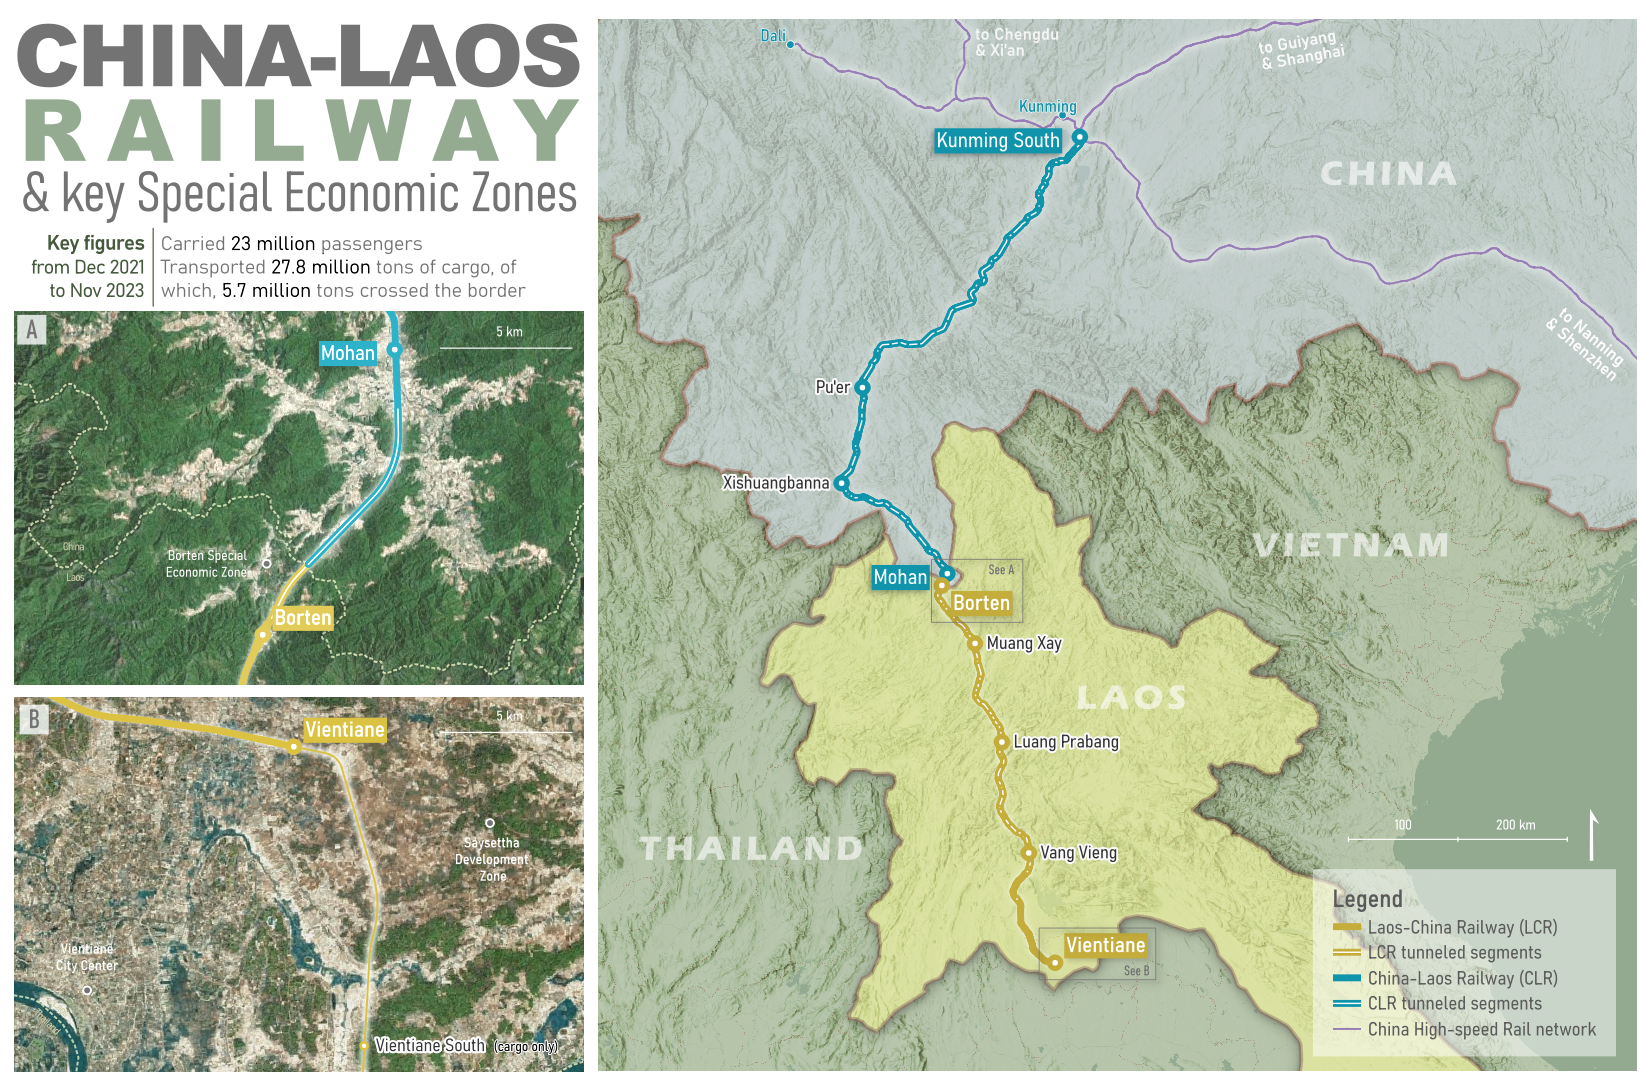 CHINA-LAOS
RAILWAY
& key Special Economic Zones
Key figures
from Dec 2021
to Nov 2023
Carried 23 million passengers
Transported 27.8 million tons of cargo, of
which, 5.7 million tons crossed the border
A
5 km
Mohan
China
Laos
Borten Special
Economic Zone
Borten
B
5 km
Vientiane
Saysettha
Development
Zone
Vientiane
City Center
Thailand
Vientiane South (cargo only)
Dali
to Chengdu
& Xi'an
to Guiyang
& Shanghai
Kunming
Kunming South
CHINA
to Nanning
& Shenzhen
Pu'er
Xishuangbanna
VIETNAM
See A
Mohan
Borten
Muang Xay
LAOS
Luang Prabang
THAILAND
Vang Vieng
100
200 km
Vientiane
See B
Legend
Laos-China Railway (LCR)
LCR tunneled segments
China-Laos Railway (CLR)
CLR tunneled segments
China High-speed Rail network